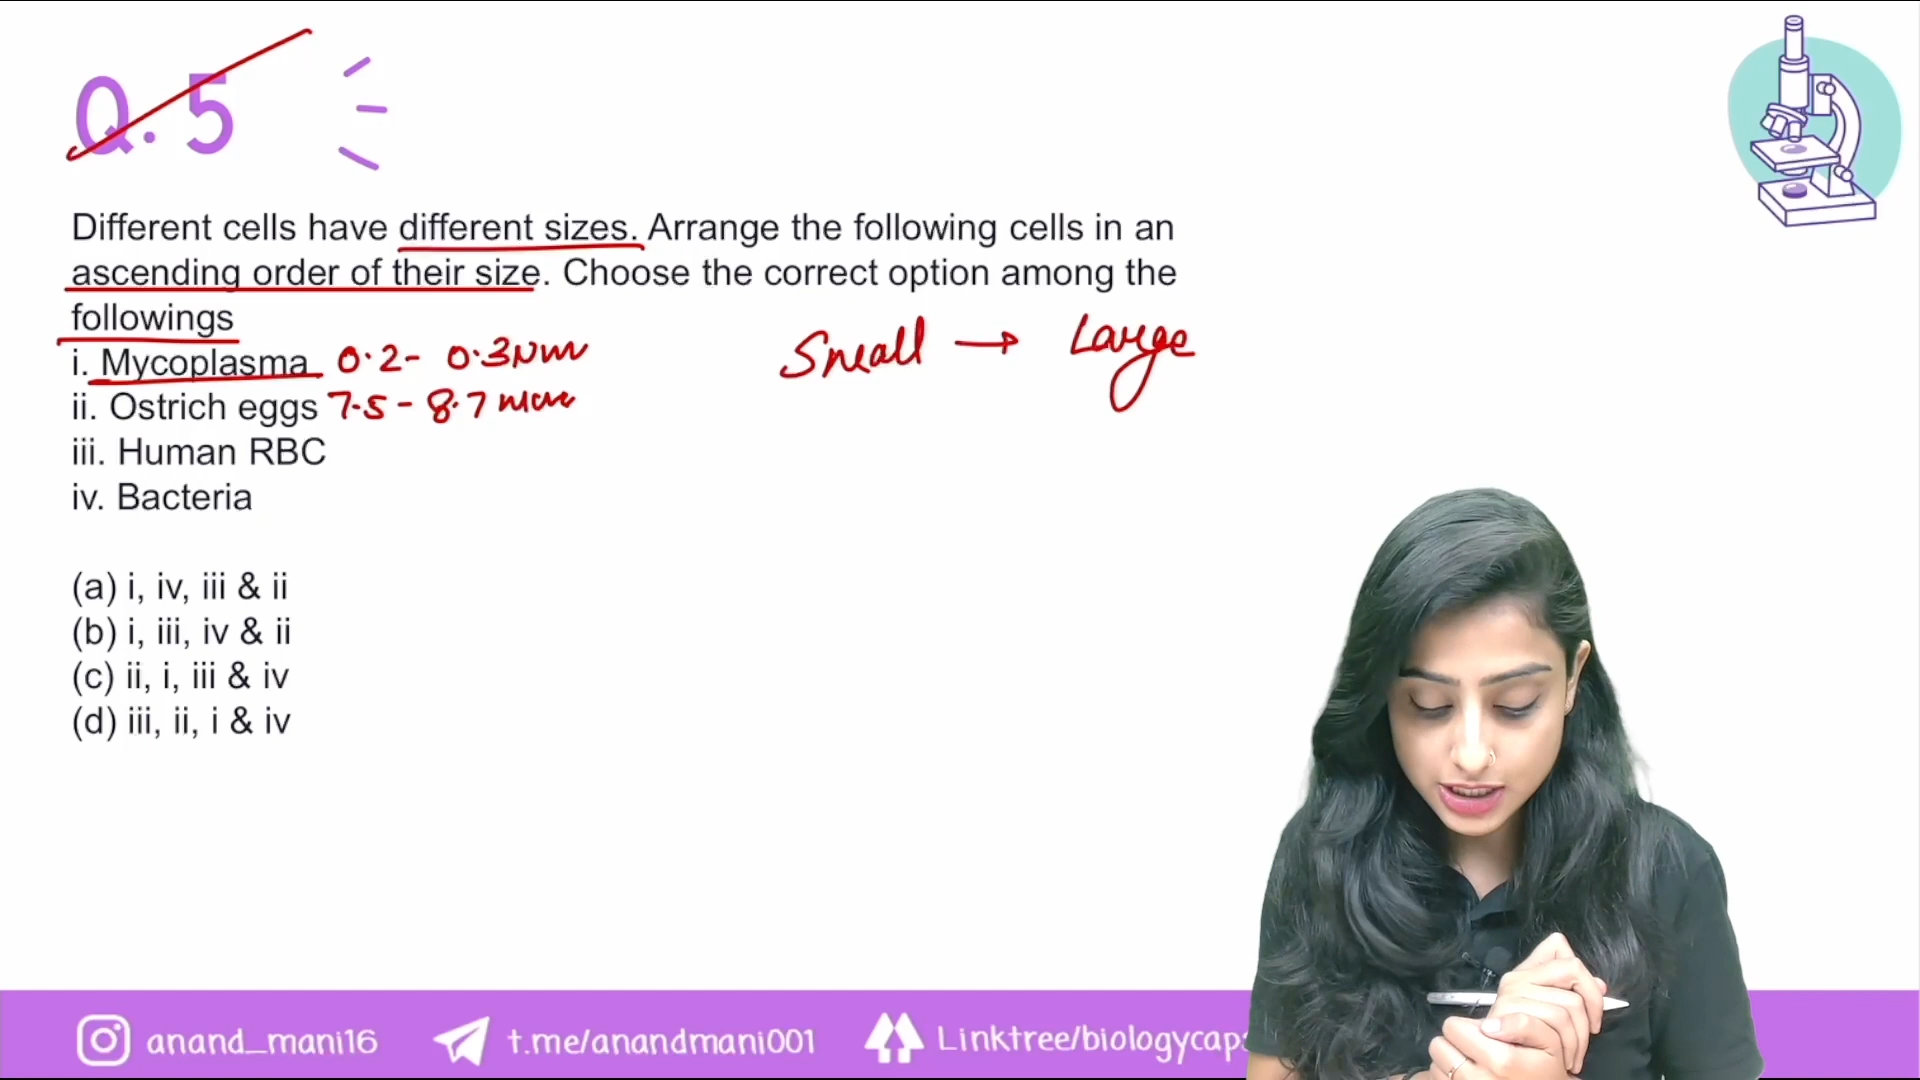 Q. 5
Different cells have different sizes. Arrange the following cells in an
ascending order of their size. Choose the correct option among the
followings
i. Mycoplasma 0.2 - 0.3
Small → Large
ii. Ostrich eggs 7.5 - 8.7
iii. Human RBC
iv. Bacteria
(a) i, iv, iii & ii
(b) i, iii, iv & ii
(c) ii, i, iii & iv
(d) iii, ii, i & iv
anand_mani16
t.me/anandmani001
Linktree/biologycaps